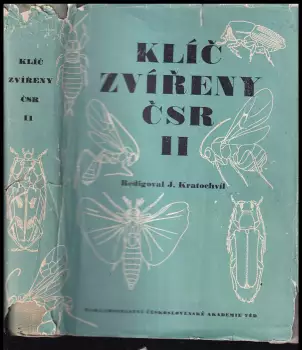 KLÍČ
ZVÍŘENY
ČSR
II
KLÍČ
ZVÍŘENY
ČSR
II
Redigoval J. Kratochvíl
NAKLADATELSTVÍ ČESKOSLOVENSKÉ AKADEMIE VĚD